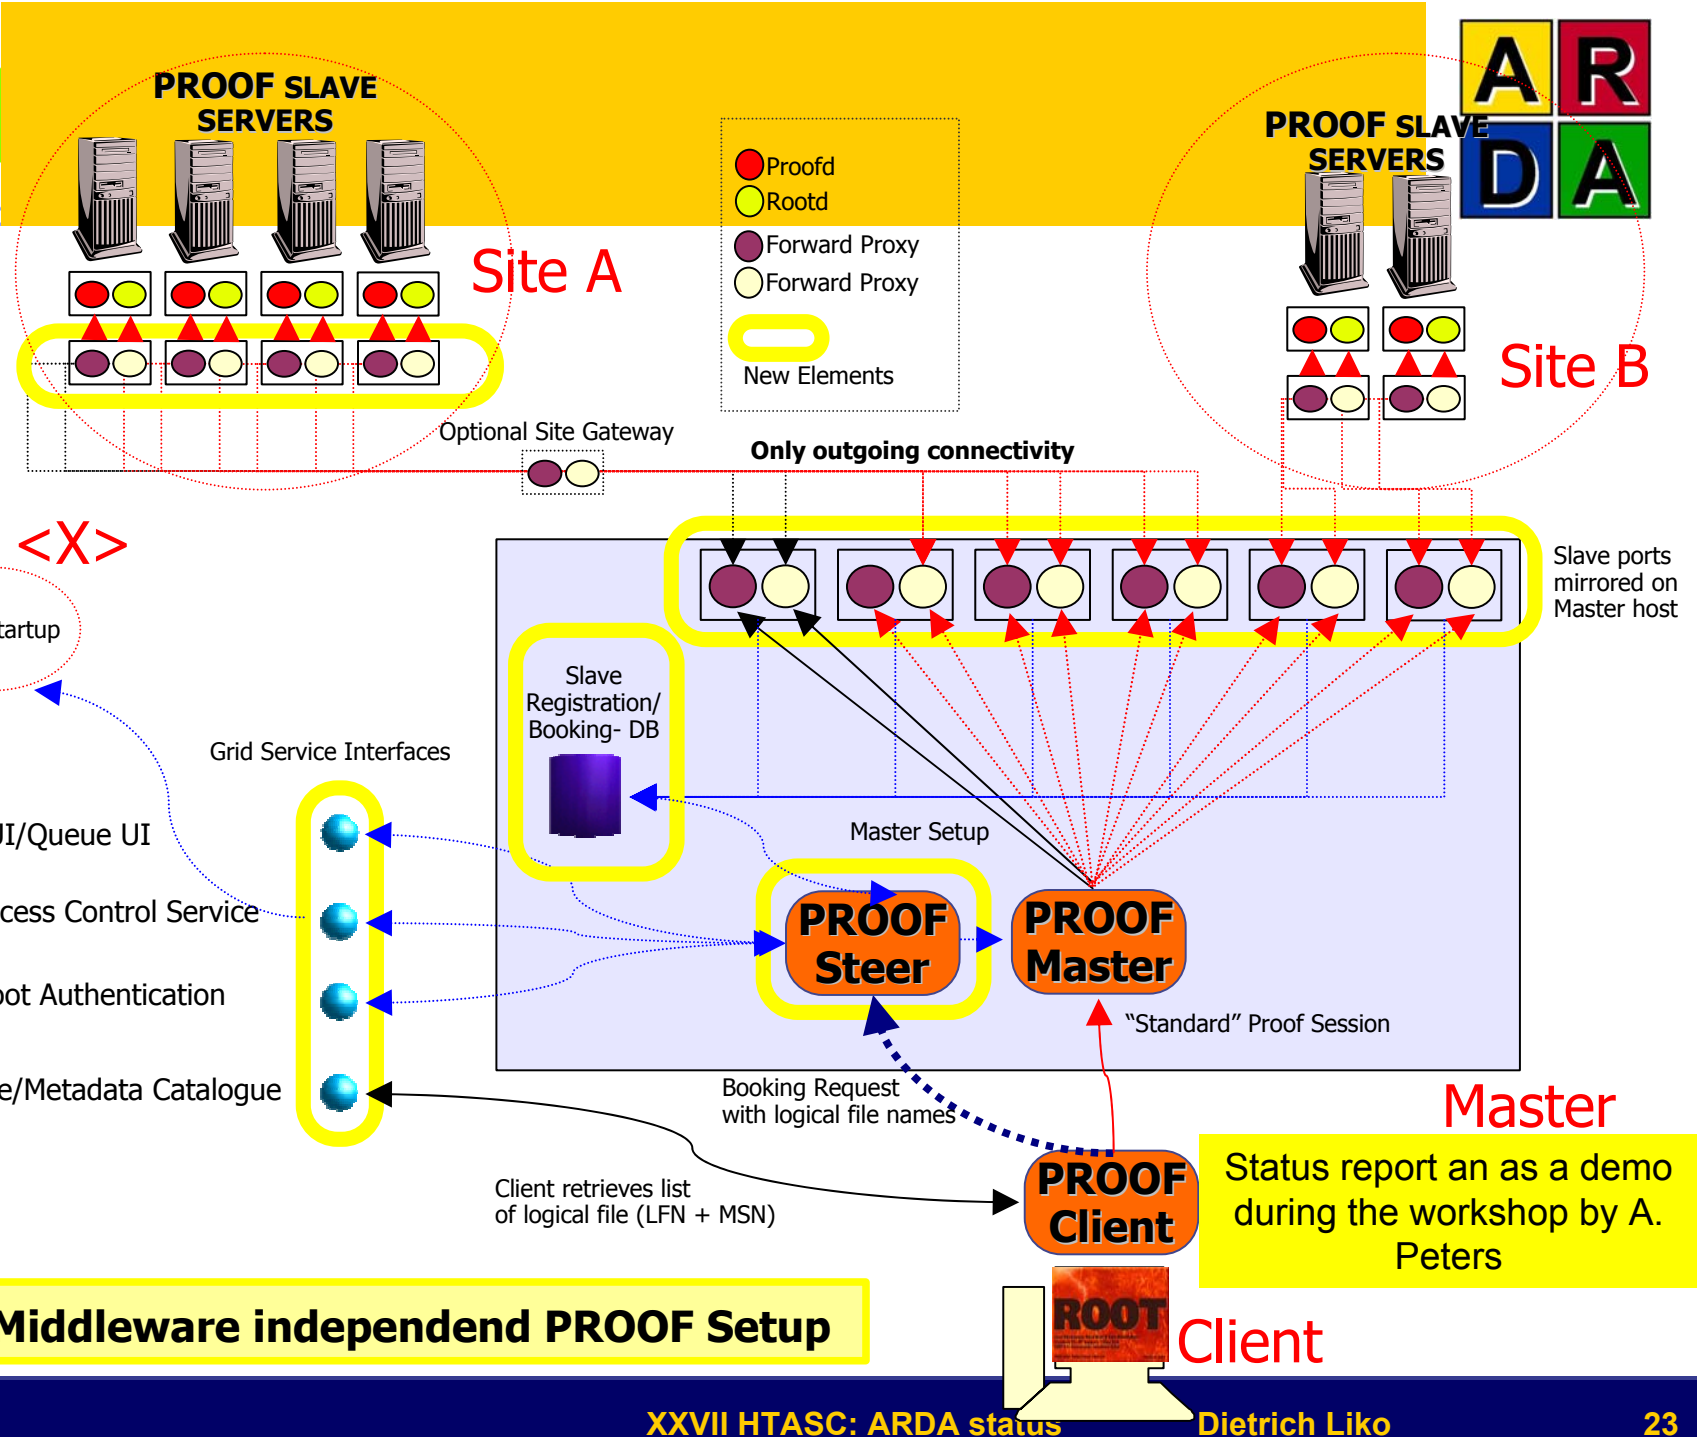 PROOF SLAVE
SERVERS
Site A
Proofd
Rootd
Forward Proxy
Forward Proxy
New Elements
A R
D A
PROOF SLAVE
SERVERS
Site B
Optional Site Gateway
Only outgoing connectivity
<X>
tartup
Slave ports
mirrored on
Master host
Slave
Registration/
Booking- DB
Grid Service Interfaces
UI/Queue UI
cess Control Service
oot Authentication
e/Metadata Catalogue
Master Setup
PROOF
Steer
PROOF
Master
"Standard" Proof Session
Booking Request
with logical file names
Master
Client retrieves list
of logical file (LFN + MSN)
PROOF
Client
Status report an as a demo
during the workshop by A.
Peters
ROOT
Client
Middleware independend PROOF Setup
XXVII HTASC: ARDA status
Dietrich Liko
23